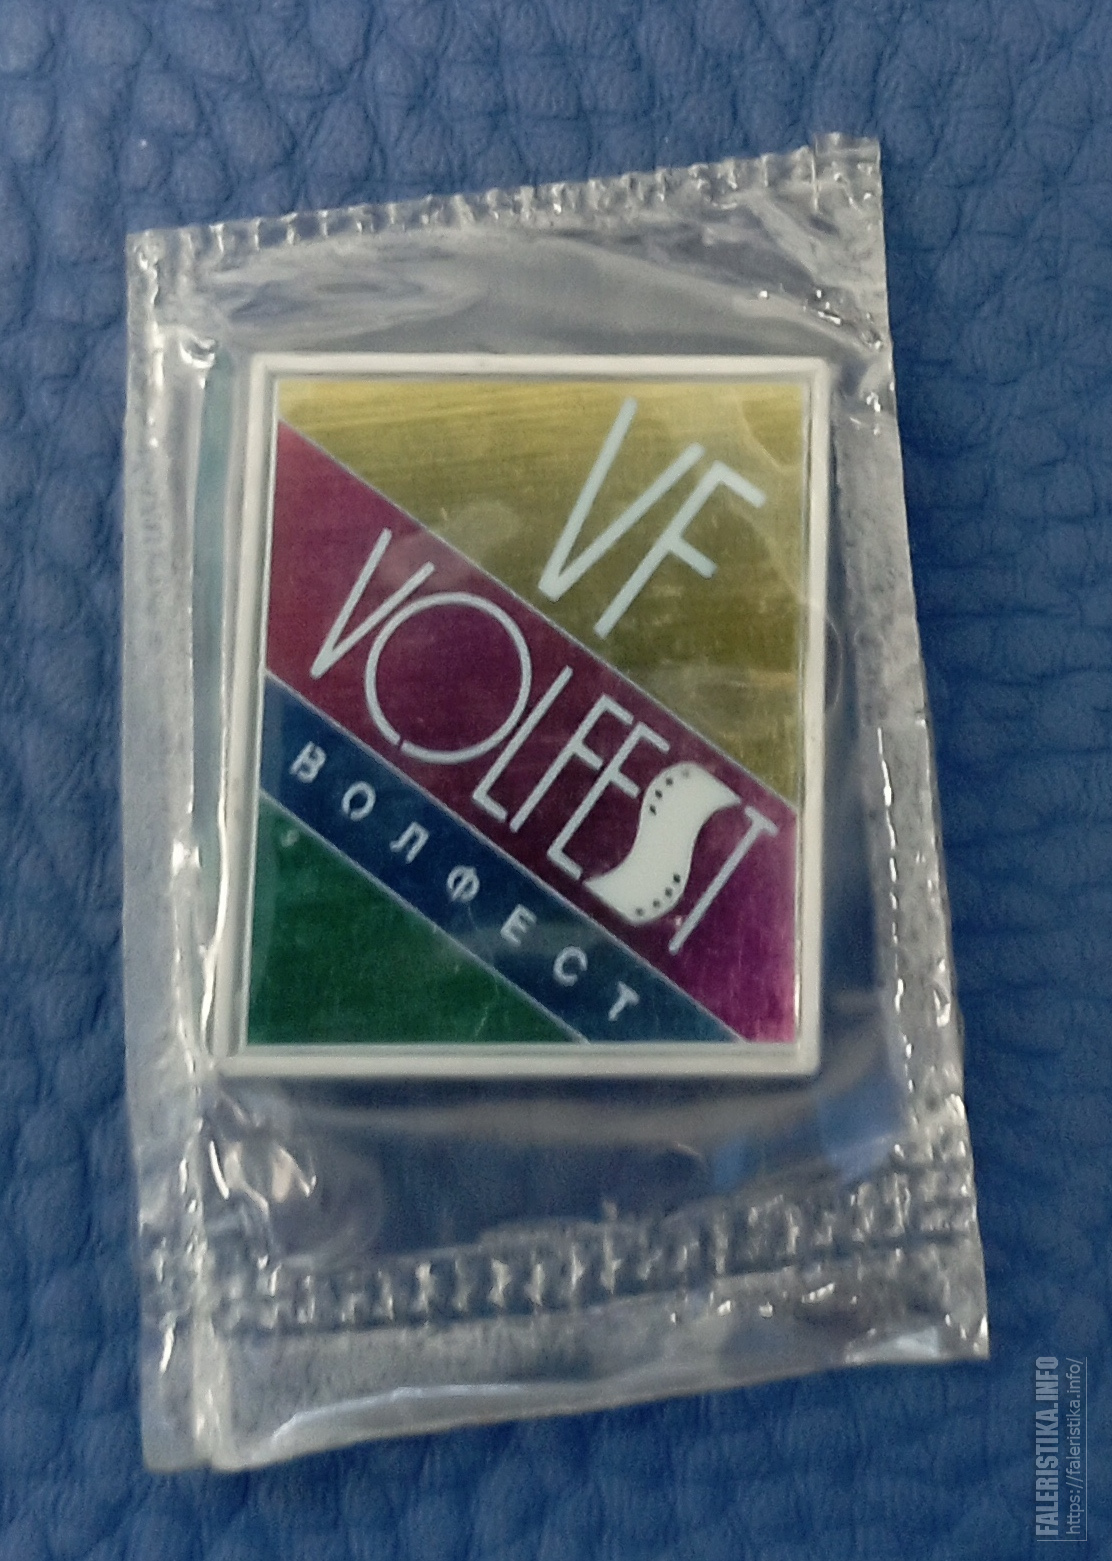 VF
VOLFEST
ВОЛФЕСТ
FALERISTIKA.INFO
https://faleristika.info/